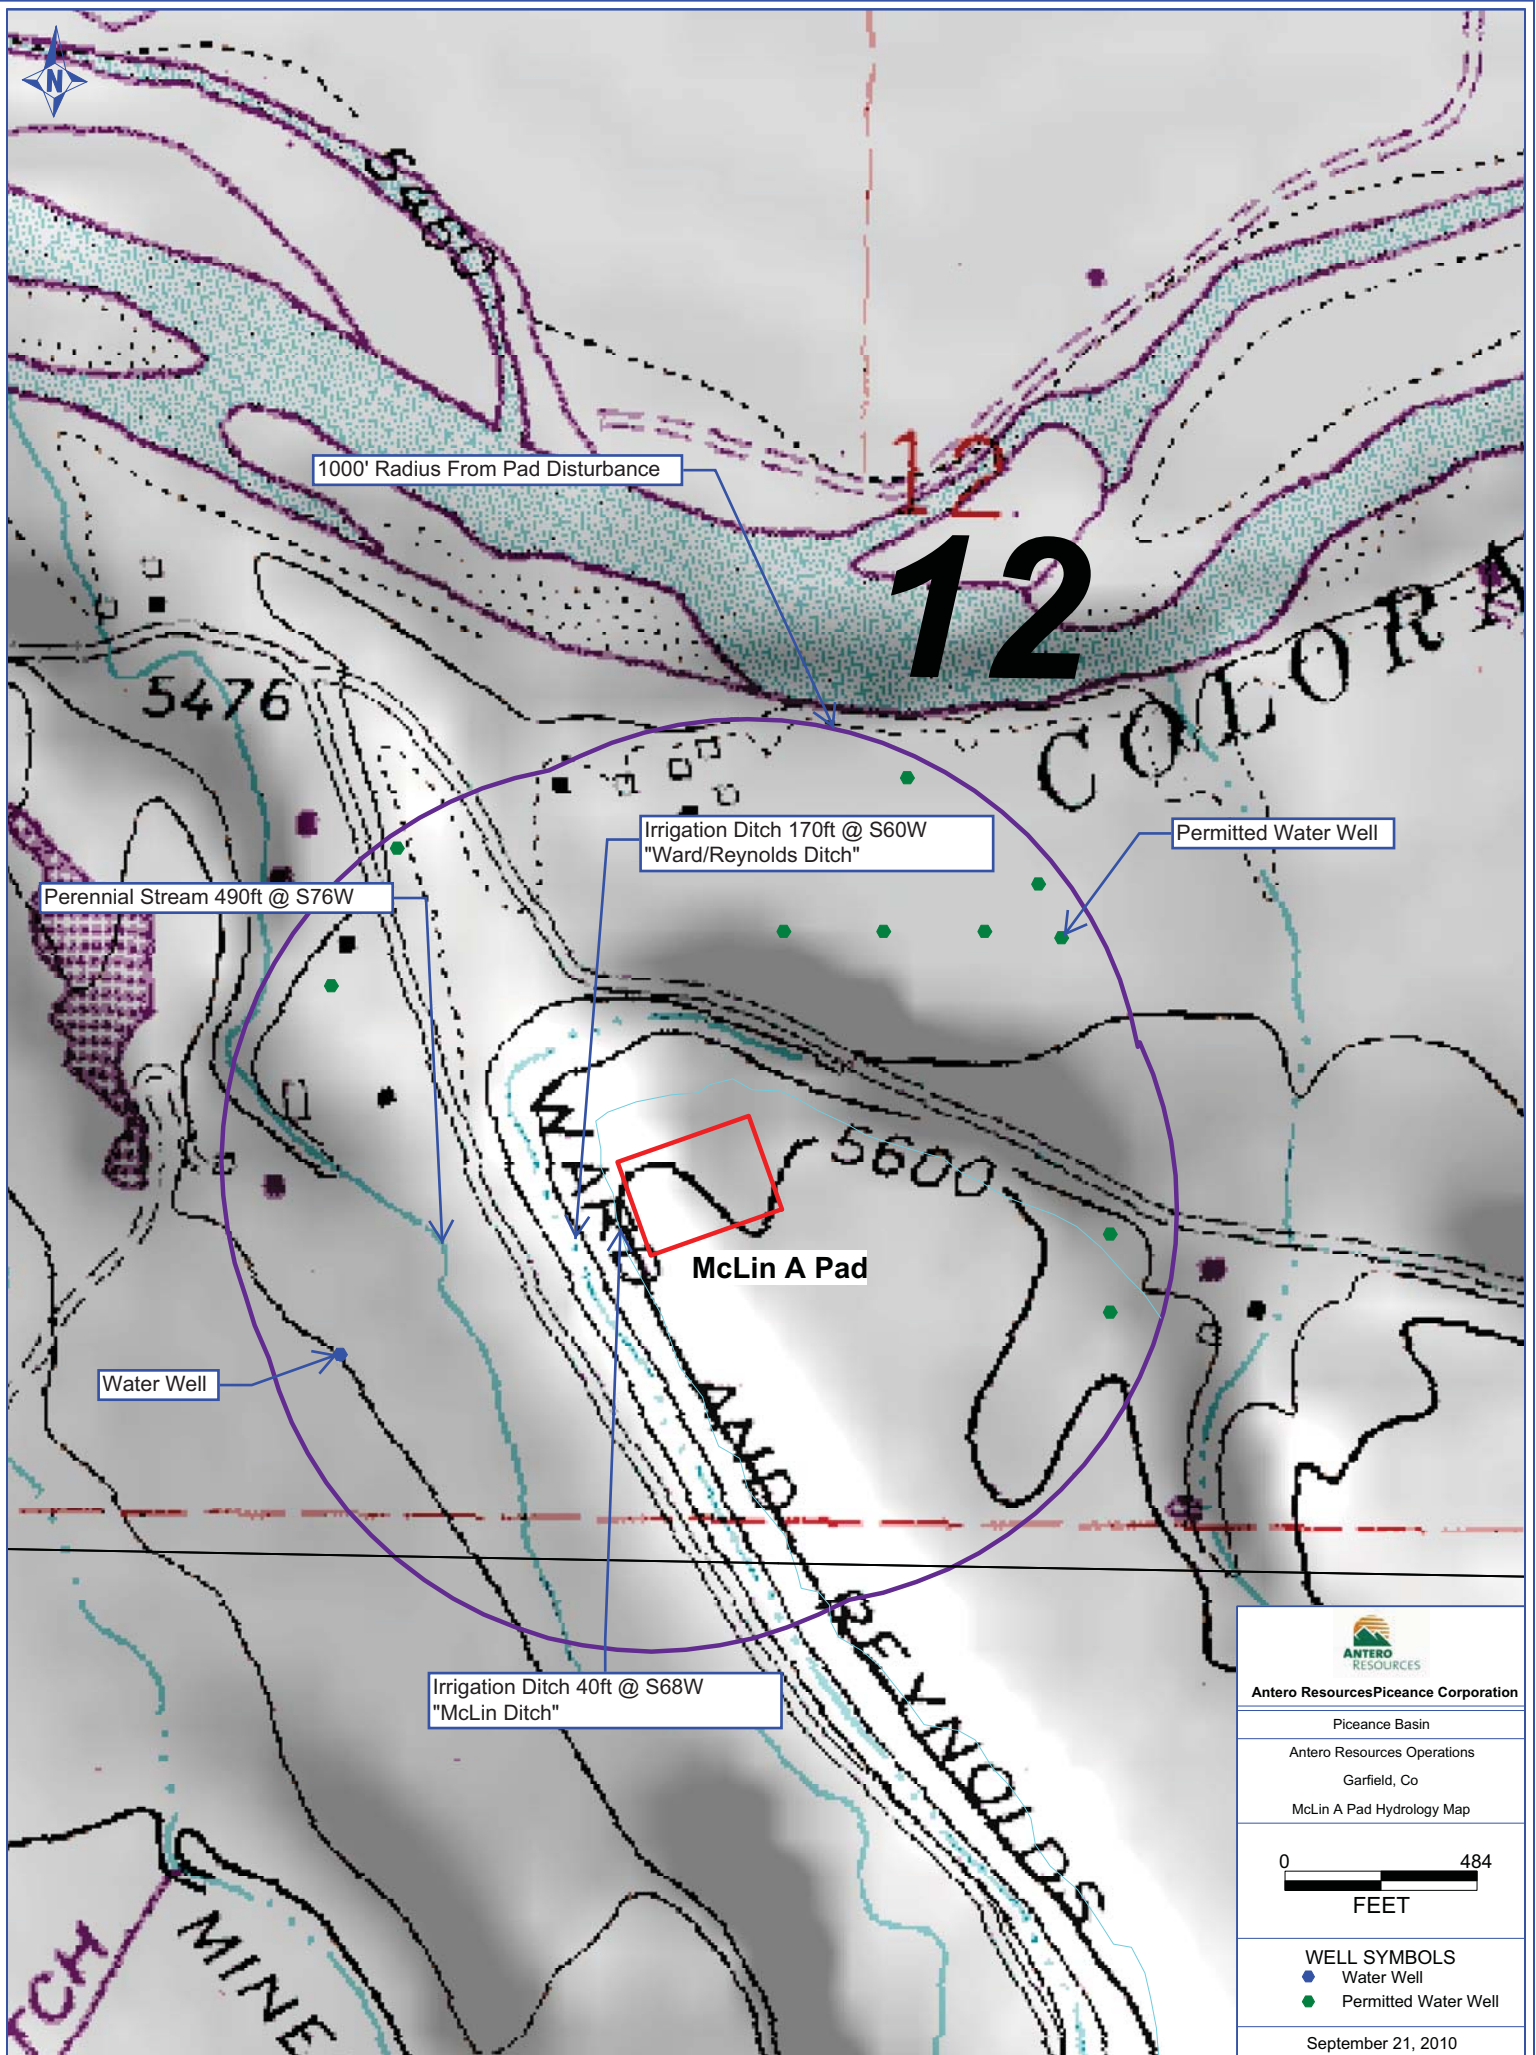 N
5460
1000' Radius From Pad Disturbance
12
12
COLORA
5476
Irrigation Ditch 170ft @ S60W
"Ward/Reynolds Ditch"
Permitted Water Well
Perennial Stream 490ft @ S76W
WARD
5600
McLin A Pad
Water Well
AND
REYNOLDS
Irrigation Ditch 40ft @ S68W
"McLin Ditch"
TCH
MINE
ANTERO
RESOURCES
Antero ResourcesPiceance Corporation
Piceance Basin
Antero Resources Operations
Garfield, Co
McLin A Pad Hydrology Map
0 484
FEET
WELL SYMBOLS
Water Well
Permitted Water Well
September 21, 2010